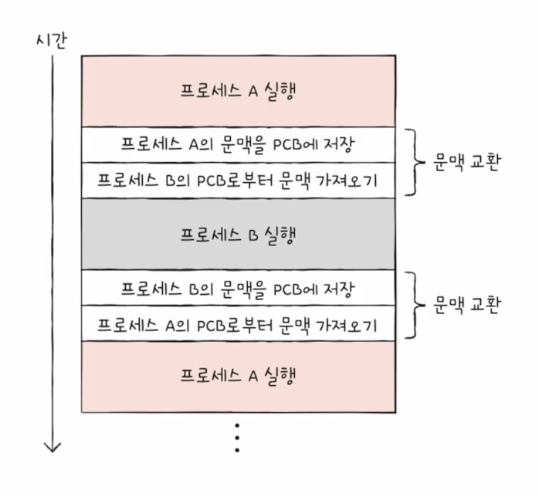 시간
프로세스 A 실행
프로세스 A의 문맥을 PCB에 저장
프로세스 B의 PCB로부터 문맥 가져오기
문맥 교환
프로세스 B 실행
프로세스 B의 문맥을 PCB에 저장
프로세스 A의 PCB로부터 문맥 가져오기
문맥 교환
프로세스 A 실행